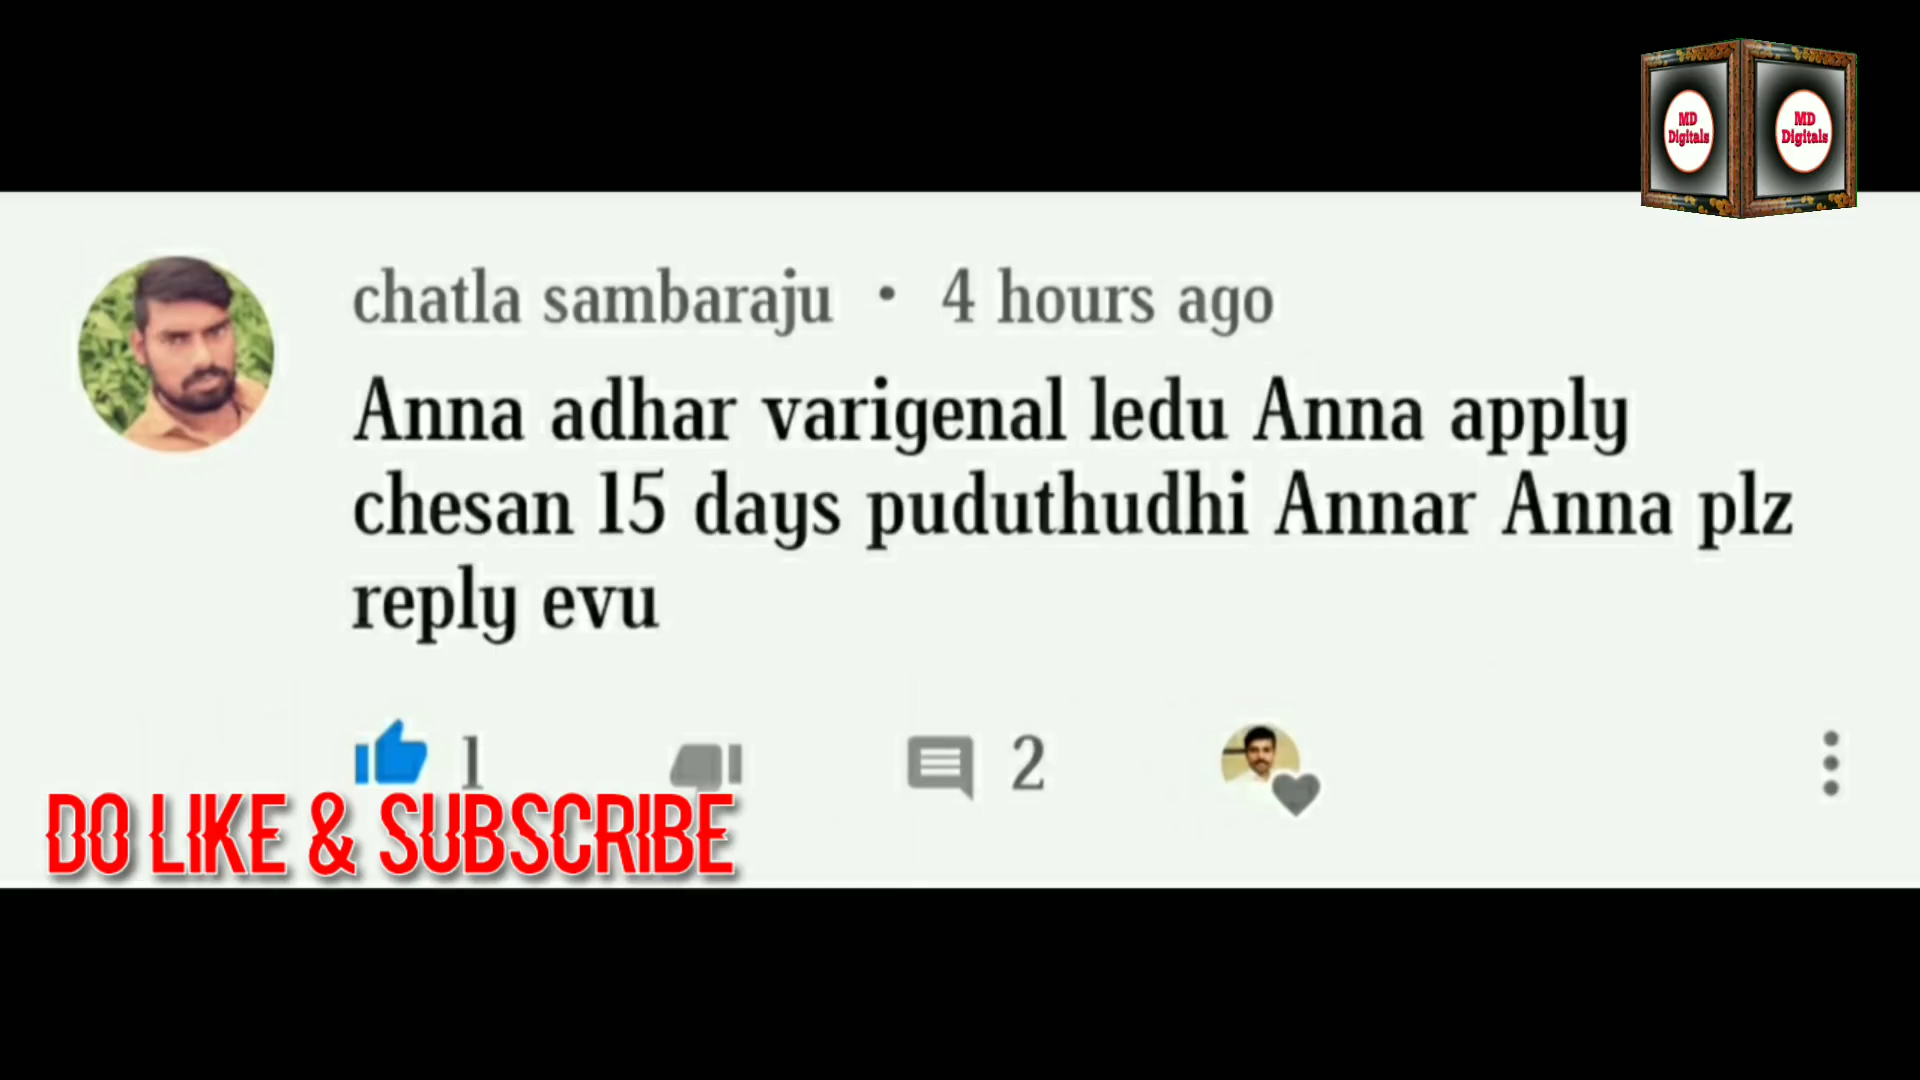 MD
Digitals
MD
Digitals
chatla sambaraju • 4 hours ago
Anna adhar varigenal ledu Anna apply
chesan 15 days puduthudhi Annar Anna plz
reply evu
1
2
DO LIKE & SUBSCRIBE